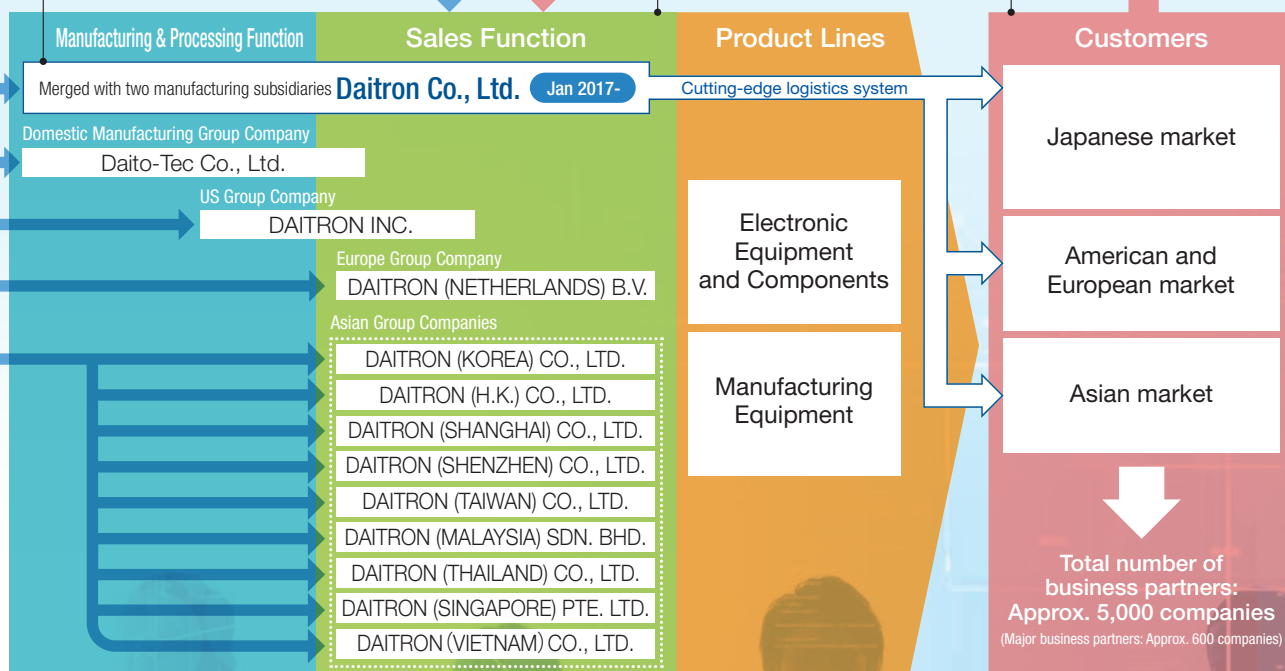 Manufacturing & Processing Function
Sales Function
Product Lines
Customers
Merged with two manufacturing subsidiaries Daitron Co., Ltd. Jan 2017-
Cutting-edge logistics system
Domestic Manufacturing Group Company
Daito-Tec Co., Ltd.
US Group Company
DAITRON INC.
Europe Group Company
DAITRON (NETHERLANDS) B.V.
Asian Group Companies
DAITRON (KOREA) CO., LTD.
DAITRON (H.K.) CO., LTD.
DAITRON (SHANGHAI) CO., LTD.
DAITRON (SHENZHEN) CO., LTD.
DAITRON (TAIWAN) CO., LTD.
DAITRON (MALAYSIA) SDN. BHD.
DAITRON (THAILAND) CO., LTD.
DAITRON (SINGAPORE) PTE. LTD.
DAITRON (VIETNAM) CO., LTD.
Electronic
Equipment
and Components
Manufacturing
Equipment
Japanese market
American and
European market
Asian market
Total number of
business partners:
Approx. 5,000 companies
(Major business partners: Approx. 600 companies)